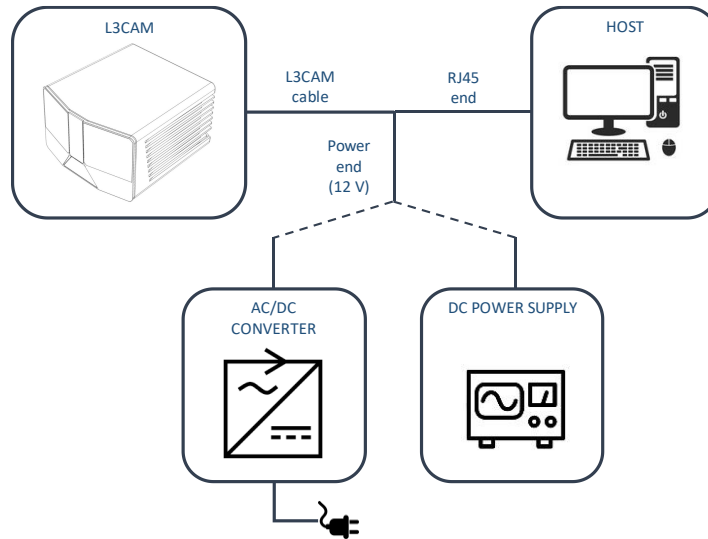 L3CAM
HOST
L3CAM
cable
RJ45
end
Power
end
(12 V)
AC/DC
CONVERTER
DC POWER SUPPLY